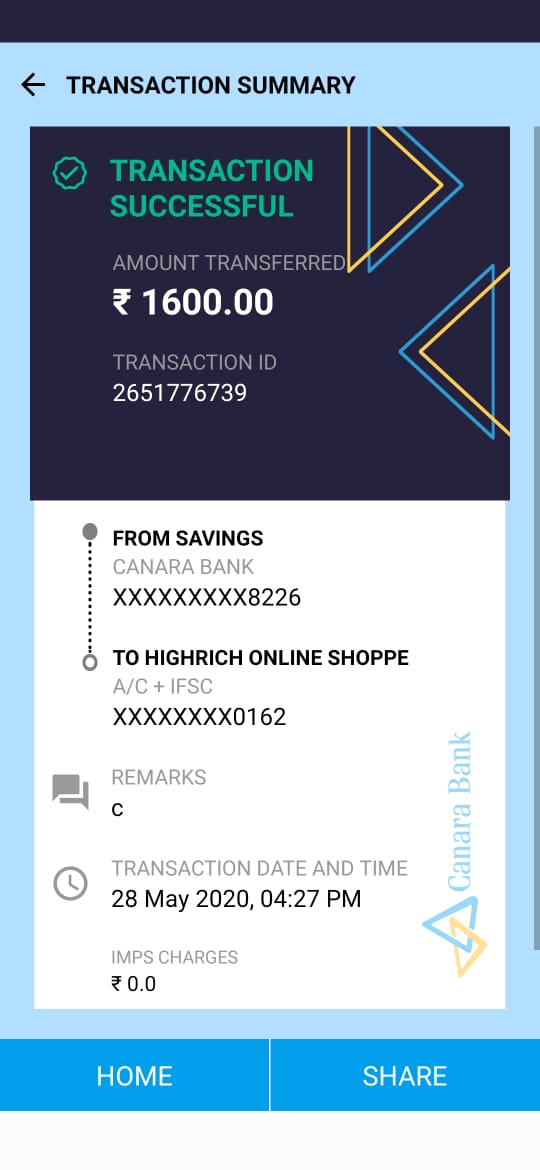 TRANSACTION SUMMARY
TRANSACTION
SUCCESSFUL
AMOUNT TRANSFERRED
₹ 1600.00
TRANSACTION ID
2651776739
FROM SAVINGS
CANARA BANK
XXXXXXXXX8226
TO HIGHRICH ONLINE SHOPPE
A/C + IFSC
XXXXXXXX0162
REMARKS
c
TRANSACTION DATE AND TIME
28 May 2020, 04:27 PM
IMPS CHARGES
₹ 0.0
Canara Bank
HOME
SHARE